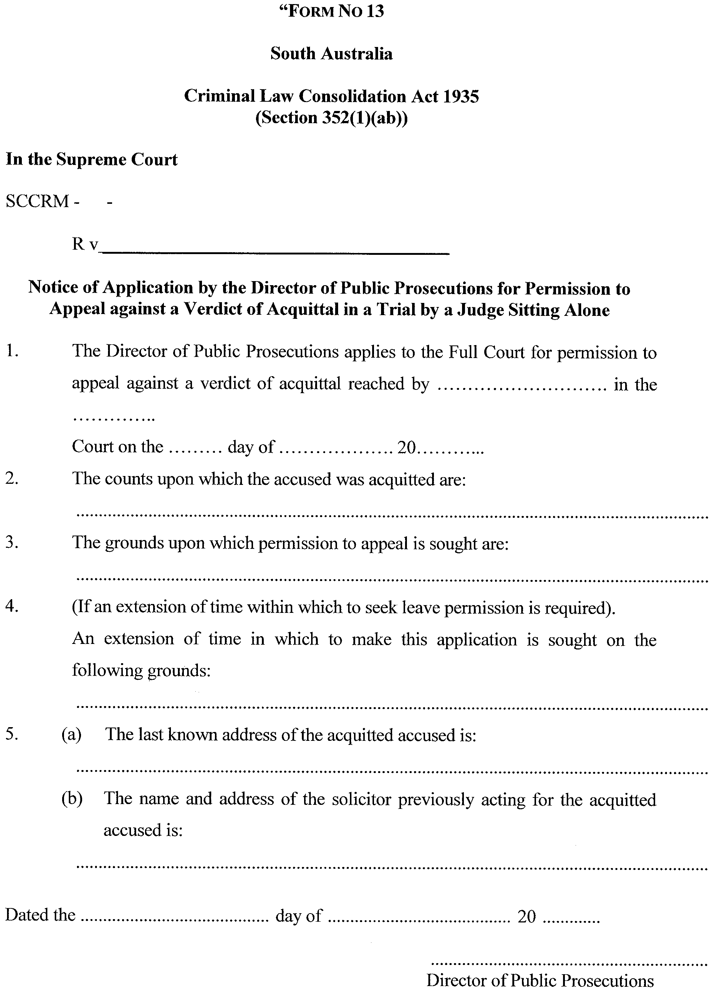 “FORM NO 13
South Australia
Criminal Law Consolidation Act 1935
(Section 352(1)(ab))
In the Supreme Court
SCCRM - -
R v____________________
Notice of Application by the Director of Public Prosecutions for Permission to
Appeal against a Verdict of Acquittal in a Trial by a Judge Sitting Alone
1. The Director of Public Prosecutions applies to the Full Court for permission to
appeal against a verdict of acquittal reached by ............................ in the
..............
Court on the ......... day of ................... 20...........
2. The counts upon which the accused was acquitted are:
................................................................................
3. The grounds upon which permission to appeal is sought are:
................................................................................
4. (If an extension of time within which to seek leave permission is required).
An extension of time in which to make this application is sought on the
following grounds:
................................................................................
5. (a) The last known address of the acquitted accused is:
................................................................................
(b) The name and address of the solicitor previously acting for the acquitted
accused is:
................................................................................
Dated the .......................................... day of ......................................... 20 .............
..............................................................
Director of Public Prosecutions